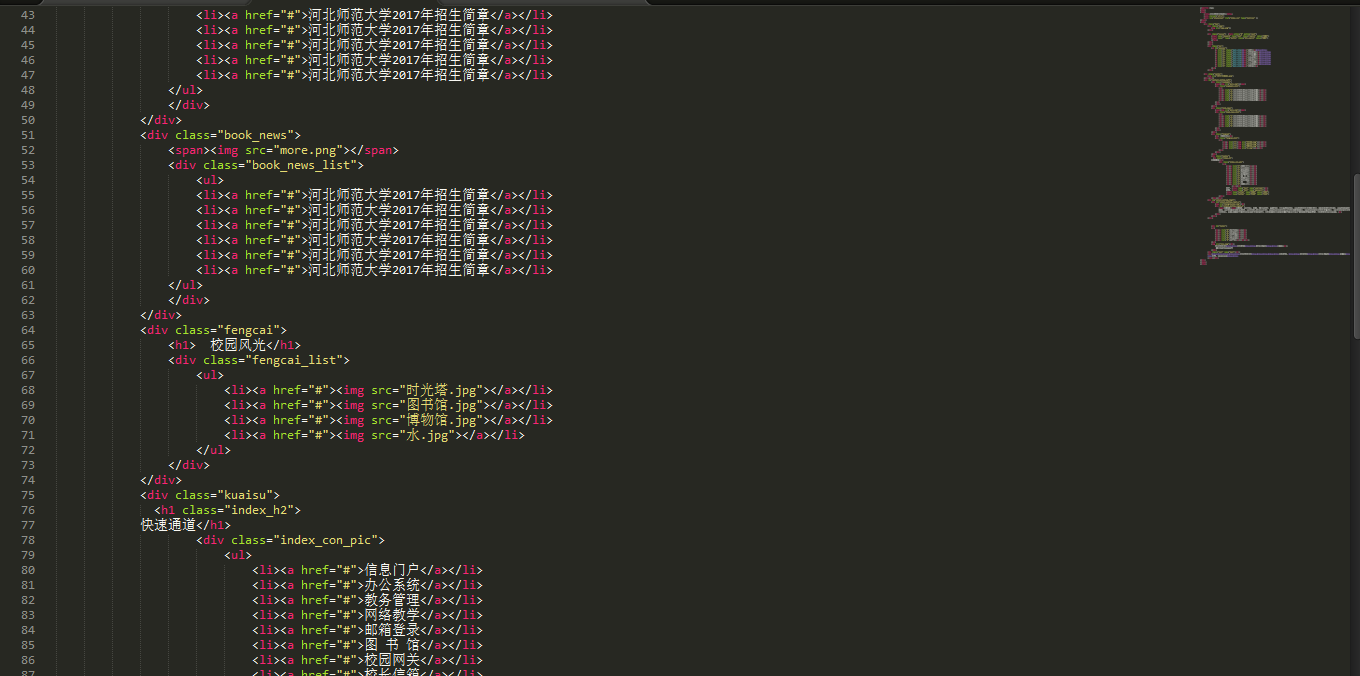 43 <li><a href="#">河北师范大学2017年招生简章</a></li>
44 <li><a href="#">河北师范大学2017年招生简章</a></li>
45 <li><a href="#">河北师范大学2017年招生简章</a></li>
46 <li><a href="#">河北师范大学2017年招生简章</a></li>
47 <li><a href="#">河北师范大学2017年招生简章</a></li>
48 </ul>
49 </div>
50 </div>
51 <div class="book_news">
52 <span><img src="more.png"></span>
53 <div class="book_news_list">
54 <ul>
55 <li><a href="#">河北师范大学2017年招生简章</a></li>
56 <li><a href="#">河北师范大学2017年招生简章</a></li>
57 <li><a href="#">河北师范大学2017年招生简章</a></li>
58 <li><a href="#">河北师范大学2017年招生简章</a></li>
59 <li><a href="#">河北师范大学2017年招生简章</a></li>
60 <li><a href="#">河北师范大学2017年招生简章</a></li>
61 </ul>
62 </div>
63 </div>
64 <div class="fengcai">
65 <h1> 校园风光</h1>
66 <div class="fengcai_list">
67 <ul>
68 <li><a href="#"><img src="时光塔.jpg"></a></li>
69 <li><a href="#"><img src="图书馆.jpg"></a></li>
70 <li><a href="#"><img src="博物馆.jpg"></a></li>
71 <li><a href="#"><img src="水.jpg"></a></li>
72 </ul>
73 </div>
74 </div>
75 <div class="kuaisu">
76 <h1 class="index_h2">
77 快速通道</h1>
78 <div class="index_con_pic">
79 <ul>
80 <li><a href="#">信息门户</a></li>
81 <li><a href="#">办公系统</a></li>
82 <li><a href="#">教务管理</a></li>
83 <li><a href="#">网络教学</a></li>
84 <li><a href="#">邮箱登录</a></li>
85 <li><a href="#">图 书 馆</a></li>
86 <li><a href="#">校园网关</a></li>
87 <li><a href="#">校长信箱</a></li>